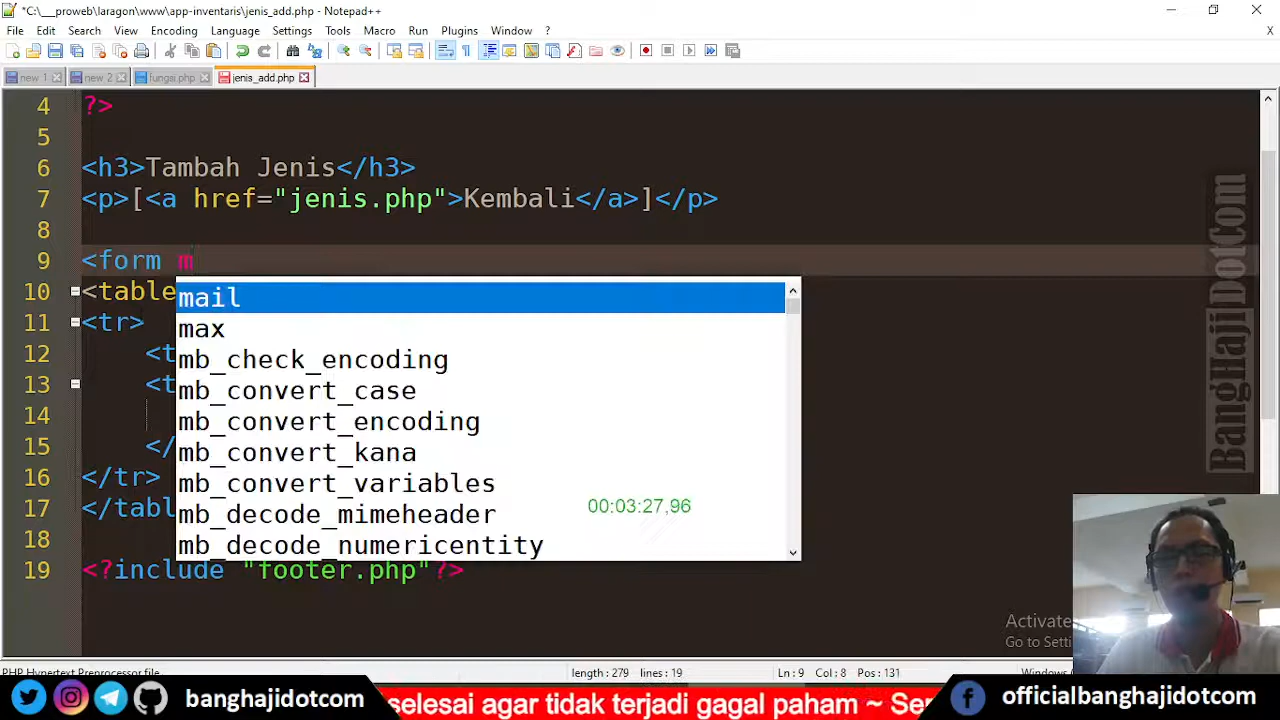 *C:\___proweb\laragon\www\app-inventaris\jenis_add.php - Notepad++
File Edit Search View Encoding Language Settings Tools Macro Run Plugins Window ?
X
new 1 new 2 fungsi.php jenis_add.php
4 ?>
5
6 <h3>Tambah Jenis</h3>
7 <p>[<a href="jenis.php">Kembali</a>]</p>
8
9 <form m
10 <table
11 <tr>
12 <t
13 <t
14
15 </
16 </tr>
17 </tabl
18
19 <?include "footer.php"?>
mail
max
mb_check_encoding
mb_convert_case
mb_convert_encoding
mb_convert_kana
mb_convert_variables
mb_decode_mimeheader
mb_decode_numericentity
00:03:27,96
BangHaji DotCom
Activate
Go to Setti
PHP Hypertext Preprocessor file
length : 279 lines : 19
Ln : 9 Col : 8 Pos : 131
Windows (
banghajidotcom
selesai agar tidak terjadi gagal paham ~ Se
officialbanghajidotcom